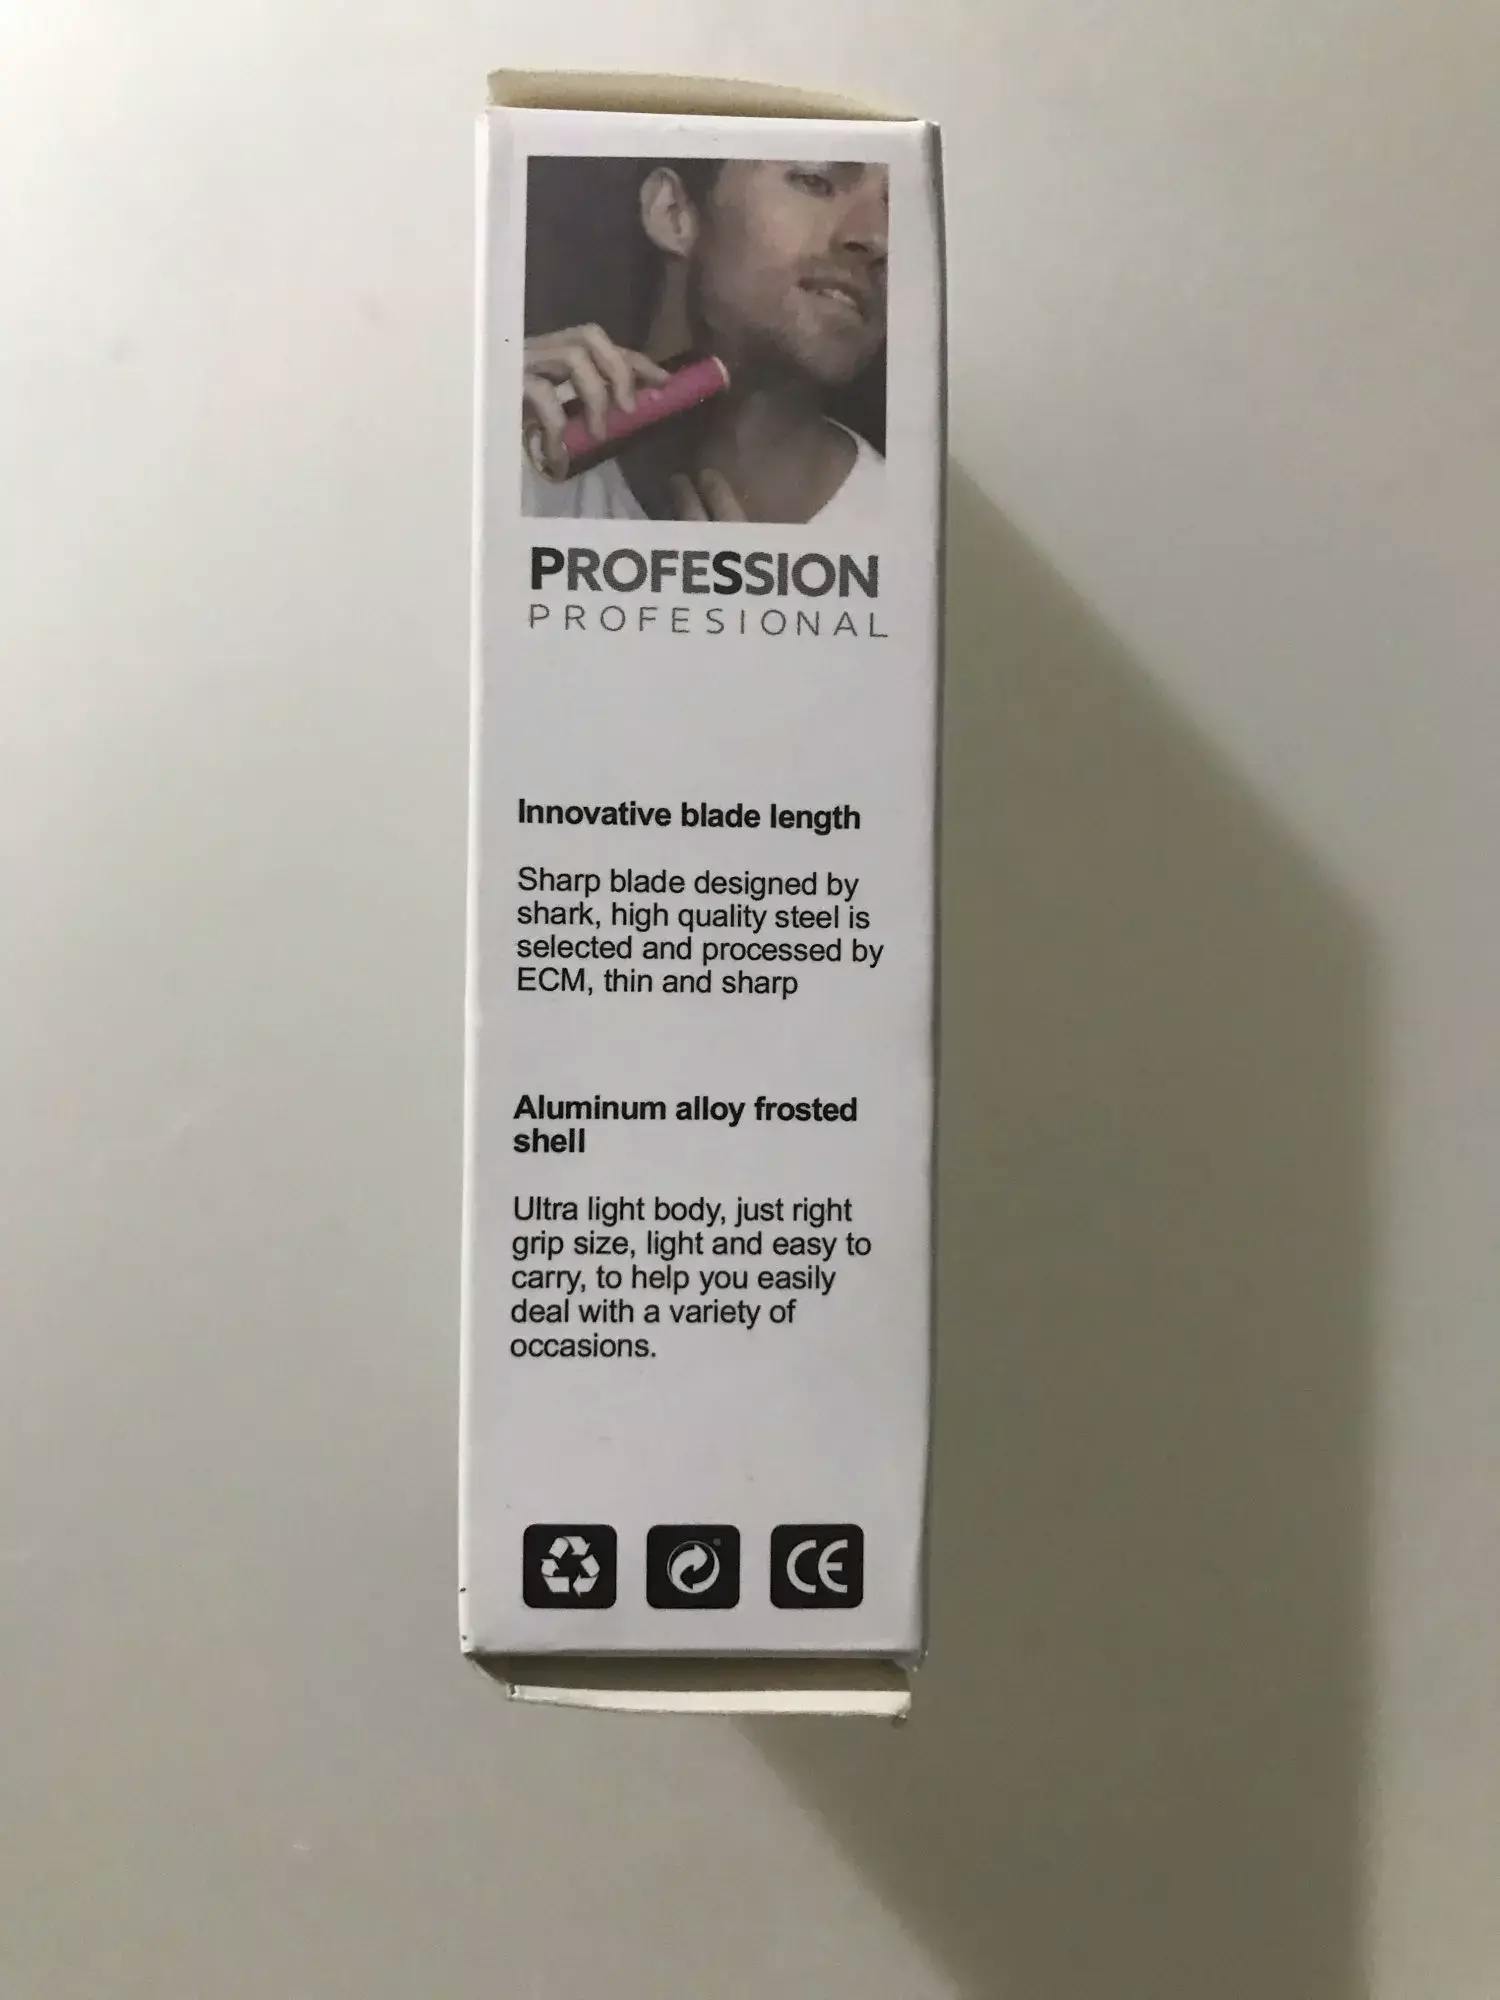 PROFESSION
PROFESIONAL
Innovative blade length
Sharp blade designed by
shark, high quality steel is
selected and processed by
ECM, thin and sharp
Aluminum alloy frosted
shell
Ultra light body, just right
grip size, light and easy to
carry, to help you easily
deal with a variety of
occasions.
CE